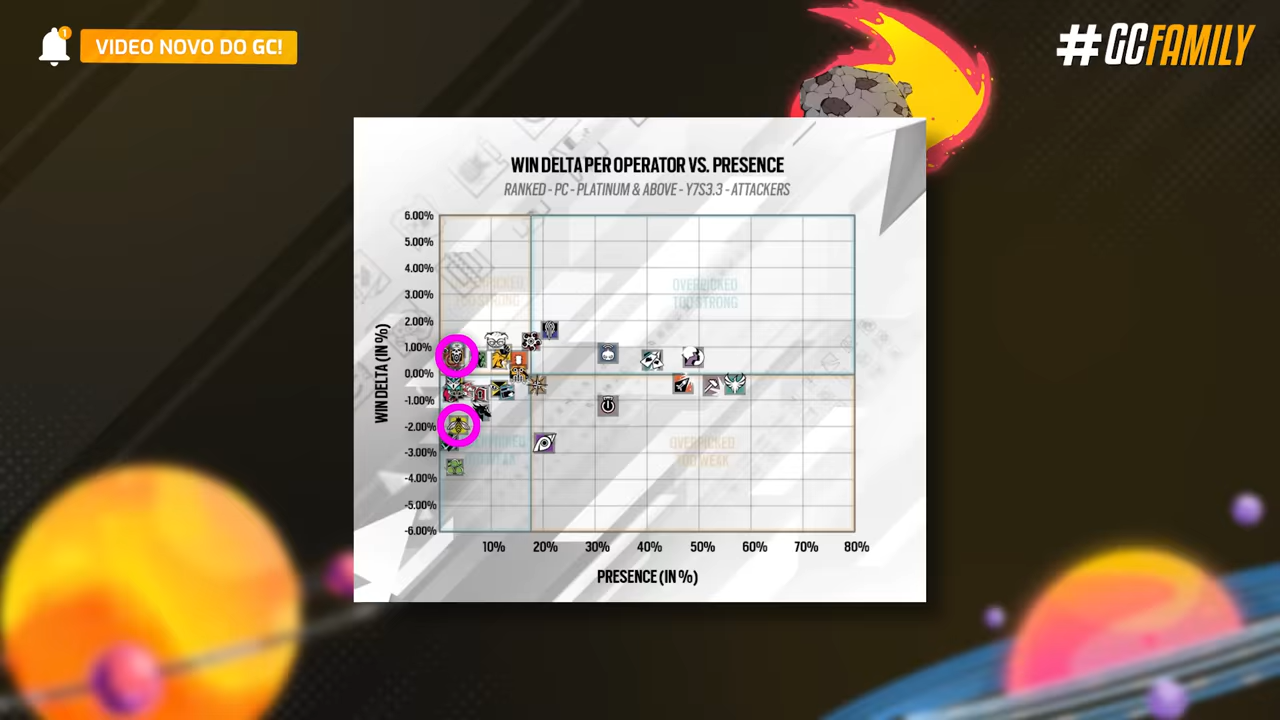 1
VIDEO NOVO DO GC!
#GCFAMILY
WIN DELTA PER OPERATOR VS. PRESENCE
RANKED - PC - PLATINUM & ABOVE - Y7S3.3 - ATTACKERS
WIN DELTA (IN %)
6.00%
5.00%
4.00%
3.00%
2.00%
1.00%
0.00%
-1.00%
-2.00%
-3.00%
-4.00%
-5.00%
-6.00%
TOO STRONG
OVERPICKED
TOO STRONG
OVERPICKED
TOO WEAK
10%
20%
30%
40%
50%
60%
70%
80%
PRESENCE (IN %)